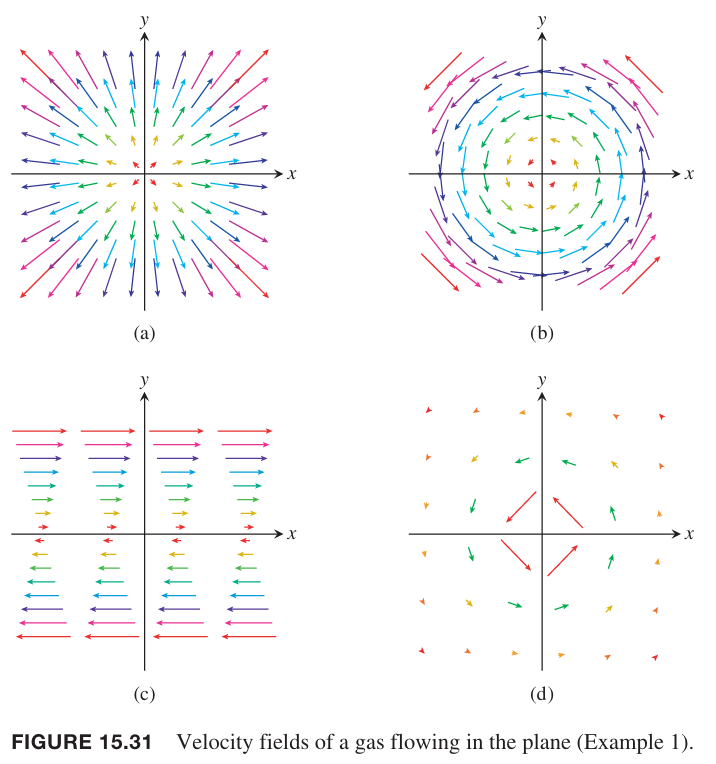 y
x
(a)
y
x
(b)
y
x
(c)
y
x
(d)
FIGURE 15.31 Velocity fields of a gas flowing in the plane (Example 1).